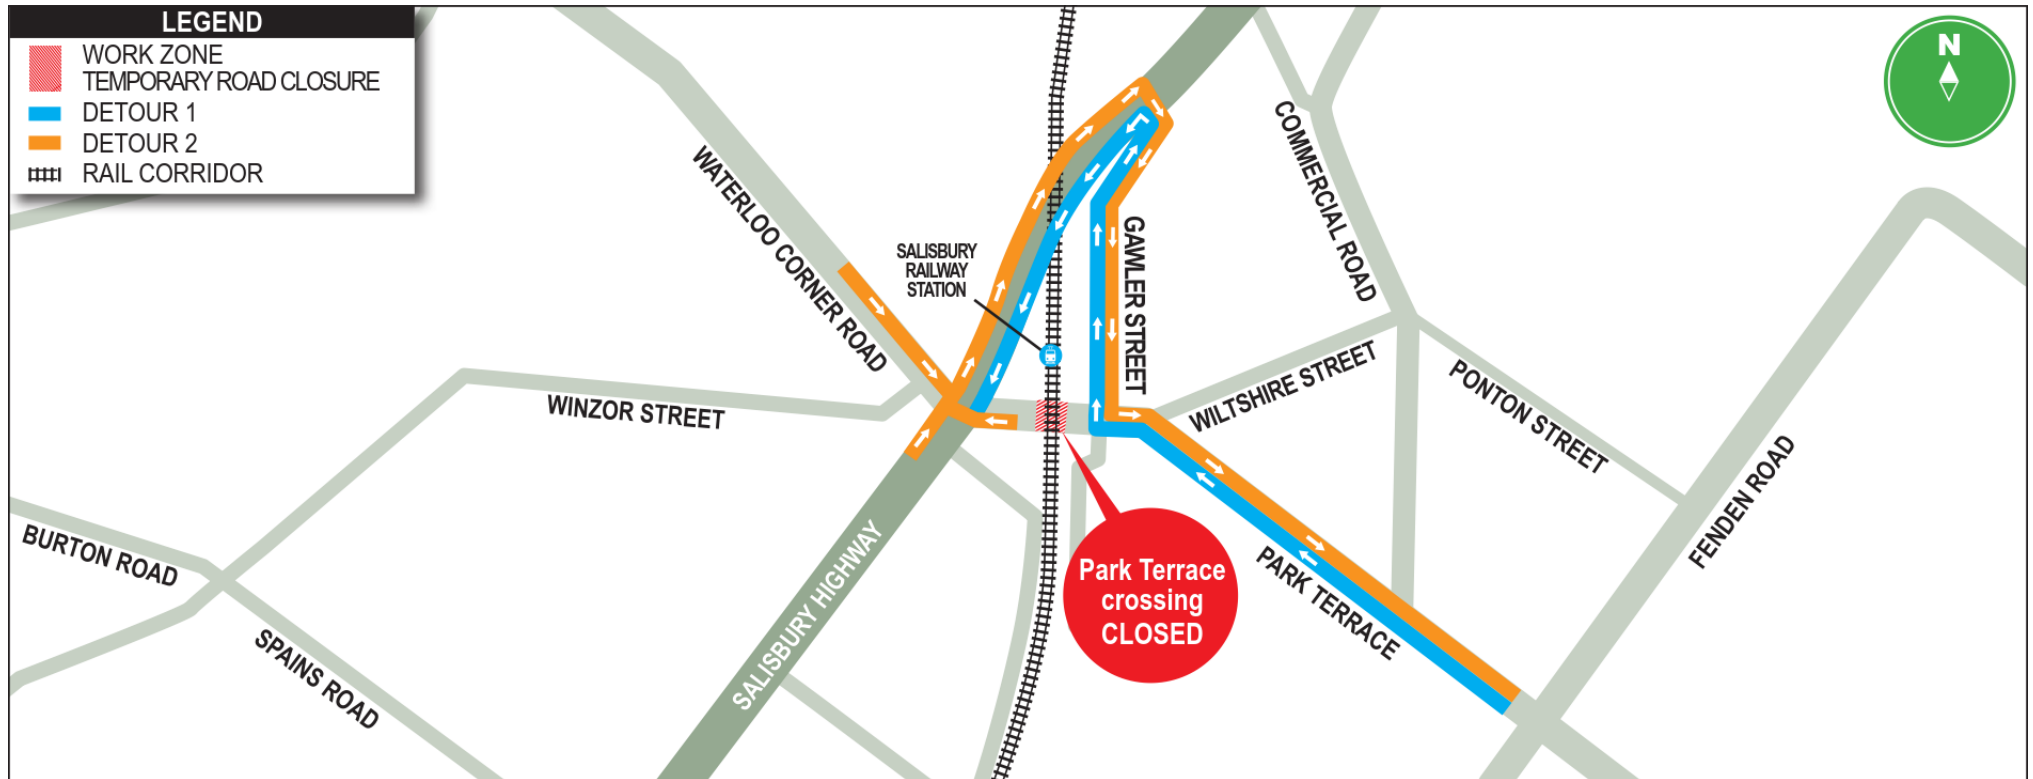 LEGEND
WORK ZONE
TEMPORARY ROAD CLOSURE
DETOUR 1
DETOUR 2
RAIL CORRIDOR
N
WATERLOO CORNER ROAD
COMMERCIAL ROAD
SALISBURY
RAILWAY
STATION
GAWLER STREET
WINZOR STREET
WILTSHIRE STREET
PONTON STREET
FENDEN ROAD
BURTON ROAD
SPAINS ROAD
SALISBURY HIGHWAY
Park Terrace
crossing
CLOSED
PARK TERRACE